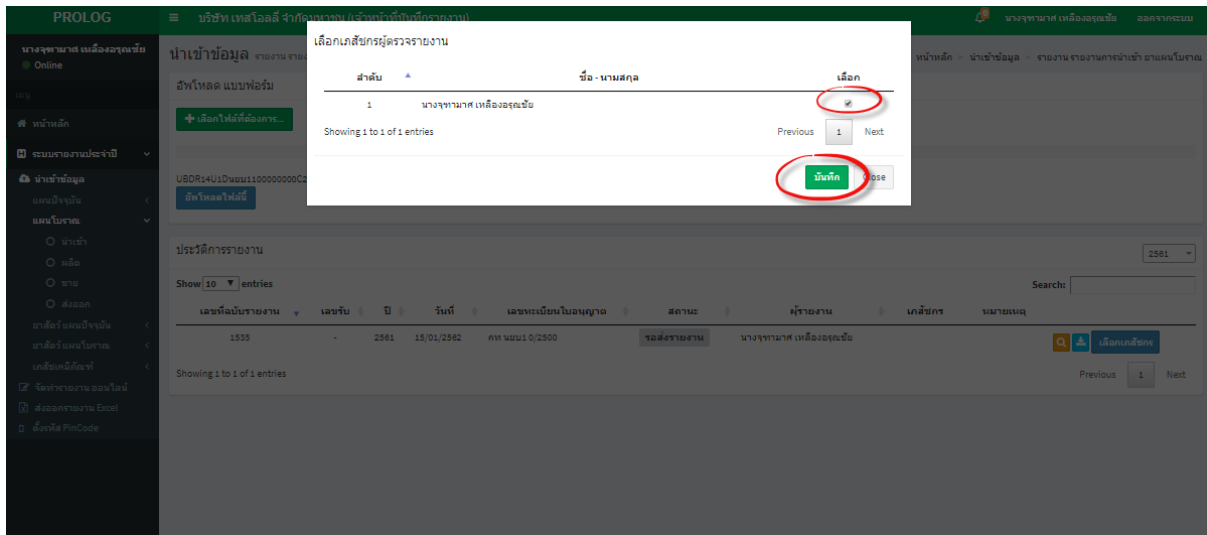 PROLOG
บริษัท เทสโอลลี่ จำกัดมหาชน (เจ้าหน้าที่บันทึกรายงาน)
นางจุฑามาศ เหลืองอรุณชัย
ออกจากระบบ
นางจุฑามาศ เหลืองอรุณชัย
Online
เมนู
หน้าหลัก
ระบบรายงานประจำปี
นำเข้าข้อมูล
แผนปัจจุบัน
แผนโบราณ
นำเข้า
ผลิต
ขาย
ส่งออก
ยาสัตว์ แผนปัจจุบัน
ยาสัตว์ แผนโบราณ
เภสัชเคมีภัณฑ์
จัดทำรายงาน ออนไลน์
ส่งออกรายงาน Excel
ตั้งรหัส PinCode
นำเข้าข้อมูล
หน้าหลัก
นำเข้าข้อมูล
รายงาน รายงานการนำเข้า ยาแผนโบราณ
อัพโหลด แบบฟอร์ม
เลือกไฟล์ที่ต้องการ...
อัพโหลดไฟล์นี้
เลือกเภสัชกรผู้ตรวจรายงาน
ลำดับ ชื่อ - นามสกุล เลือก
1 นางจุฑามาศ เหลืองอรุณชัย
Showing 1 to 1 of 1 entries Previous 1 Next
บันทึก Close
ประวัติการรายงาน 2561
Show 10 entries Search:
เลขที่ฉบับรายงาน เลขรับ ปี วันที่ เลขทะเบียนใบอนุญาต สถานะ ผู้รายงาน เภสัชกร หมายเหตุ
1535 - 2561 15/01/2562 กท นยบ1 0/2500 รอส่งรายงาน นางจุฑามาศ เหลืองอรุณชัย เลือกเภสัชกร
Showing 1 to 1 of 1 entries Previous 1 Next